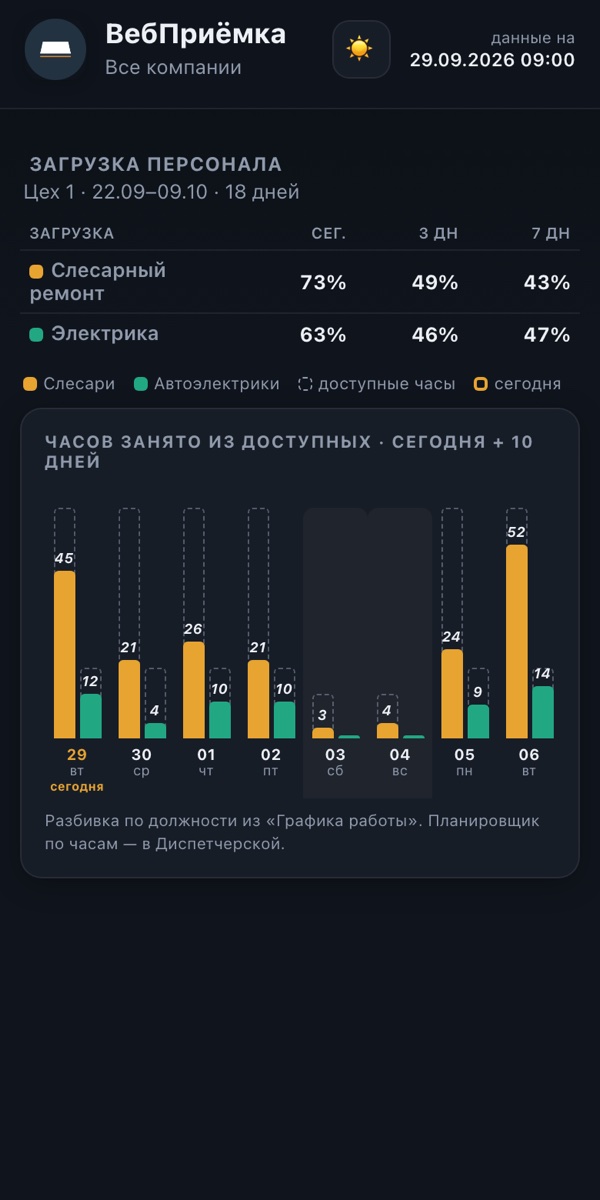 ВебПриёмка
Все компании
данные на
29.09.2026 09:00
ЗАГРУЗКА ПЕРСОНАЛА
Цех 1 · 22.09–09.10 · 18 дней
ЗАГРУЗКА СЕГ. 3 ДН 7 ДН
Слесарный
ремонт 73% 49% 43%
Электрика 63% 46% 47%
Слесари Автоэлектрики доступные часы сегодня
ЧАСОВ ЗАНЯТО ИЗ ДОСТУПНЫХ · СЕГОДНЯ + 10
ДНЕЙ
45 12 21 4 26 10 21 10 3 4 24 9 52 14
29 30 01 02 03 04 05 06
вт ср чт пт сб вс пн вт
сегодня
Разбивка по должности из «Графика работы». Планировщик
по часам — в Диспетчерской.